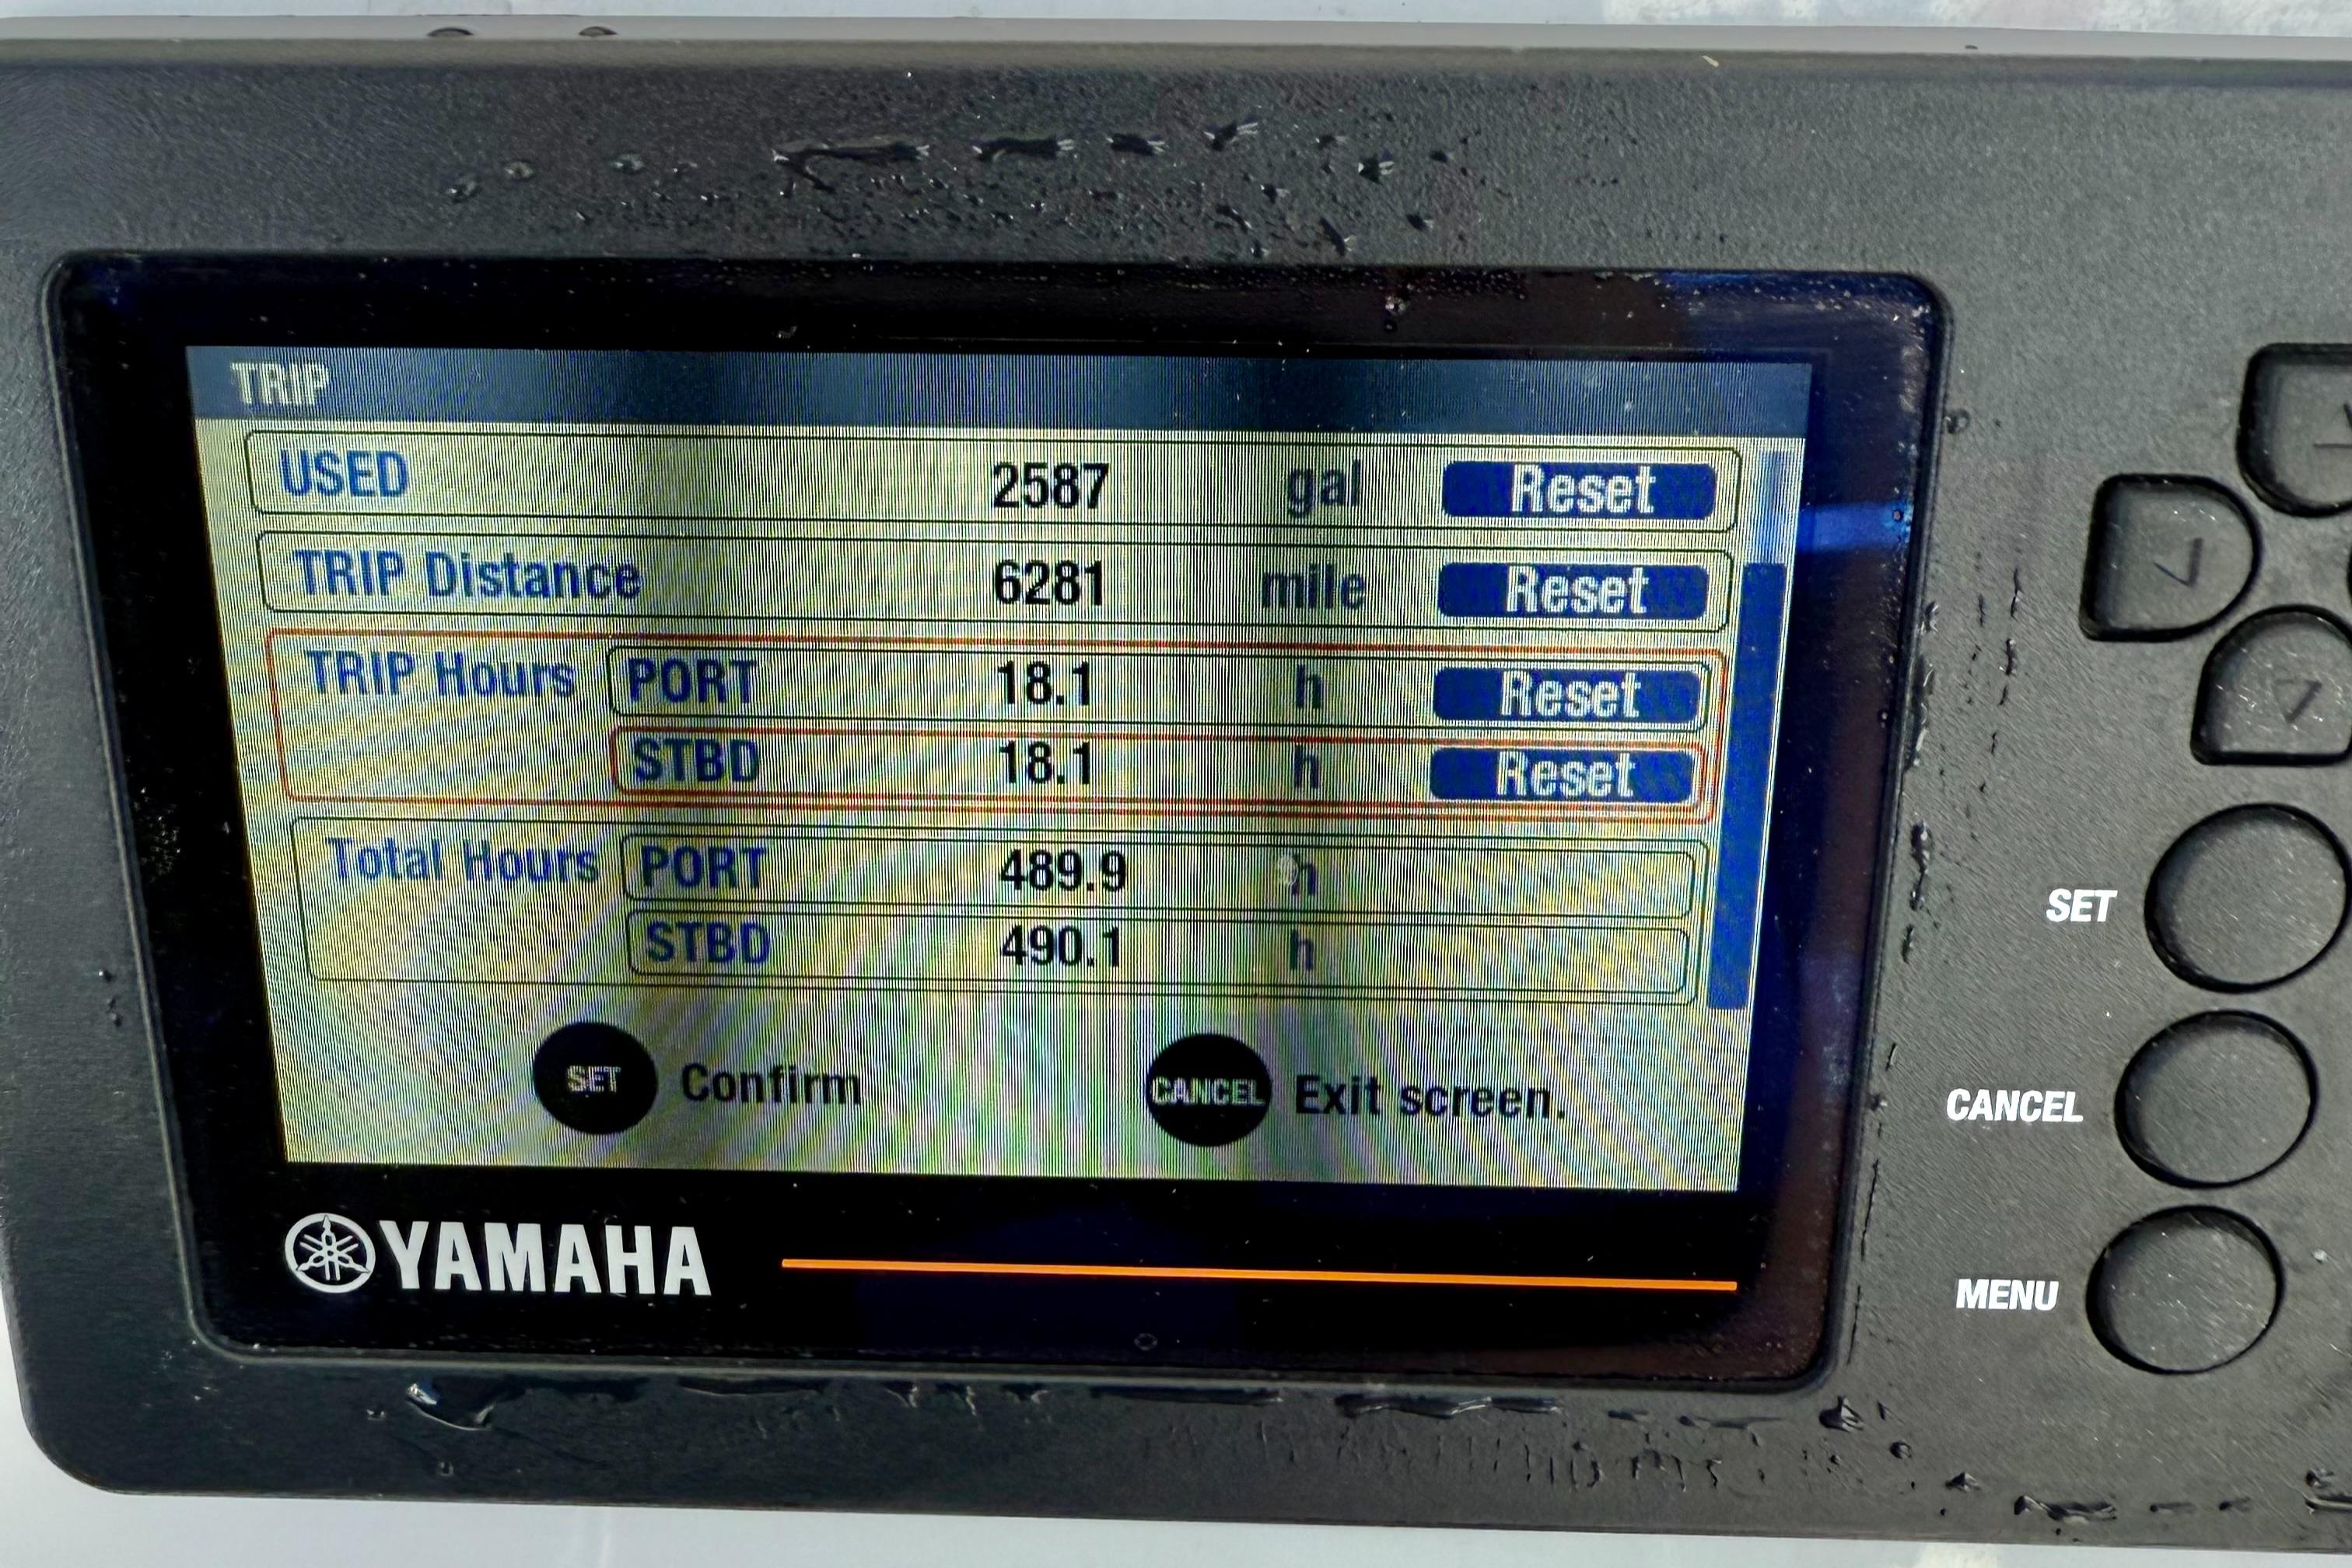 TRIP
USED 2587 gal Reset
TRIP Distance 6281 mile Reset
TRIP Hours PORT 18.1 h Reset
STBD 18.1 h Reset
Total Hours PORT 489.9 h
STBD 490.1 h
SET Confirm CANCEL Exit screen.
YAMAHA
SET
CANCEL
MENU